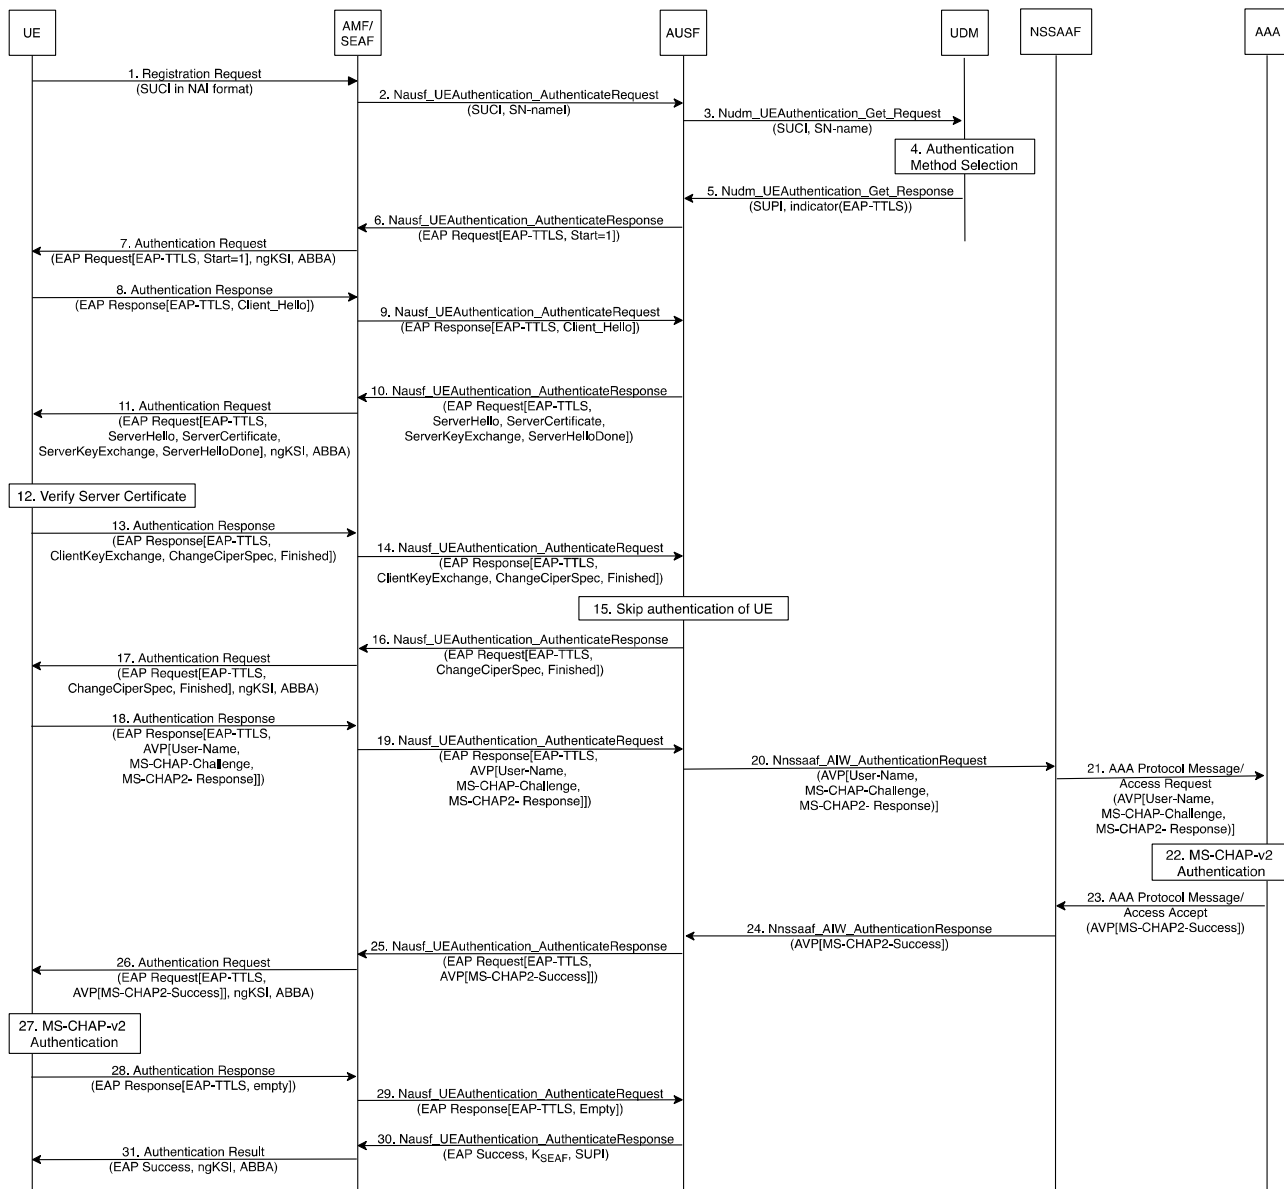 UE
AMF/
SEAF
AUSF
UDM
NSSAAF
AAA
1. Registration Request
(SUCI in NAI format)
2. Nausf_UEAuthentication_AuthenticateRequest
(SUCI, SN-nameI)
3. Nudm_UEAuthentication_Get_Request
(SUCI, SN-name)
4. Authentication
Method Selection
5. Nudm_UEAuthentication_Get_Response
(SUPI, indicator(EAP-TTLS))
6. Nausf_UEAuthentication_AuthenticateResponse
(EAP Request[EAP-TTLS, Start=1])
7. Authentication Request
(EAP Request[EAP-TTLS, Start=1], ngKSI, ABBA)
8. Authentication Response
(EAP Response[EAP-TTLS, Client_Hello])
9. Nausf_UEAuthentication_AuthenticateRequest
(EAP Response[EAP-TTLS, Client_Hello])
10. Nausf_UEAuthentication_AuthenticateResponse
(EAP Request[EAP-TTLS,
ServerHello, ServerCertificate,
ServerKeyExchange, ServerHelloDone])
11. Authentication Request
(EAP Request[EAP-TTLS,
ServerHello, ServerCertificate,
ServerKeyExchange, ServerHelloDone], ngKSI, ABBA)
12. Verify Server Certificate
13. Authentication Response
(EAP Response[EAP-TTLS,
ClientKeyExchange, ChangeCiperSpec, Finished])
14. Nausf_UEAuthentication_AuthenticateRequest
(EAP Response[EAP-TTLS,
ClientKeyExchange, ChangeCiperSpec, Finished])
15. Skip authentication of UE
16. Nausf_UEAuthentication_AuthenticateResponse
(EAP Request[EAP-TTLS,
ChangeCiperSpec, Finished])
17. Authentication Request
(EAP Request[EAP-TTLS,
ChangeCiperSpec, Finished], ngKSI, ABBA)
18. Authentication Response
(EAP Response[EAP-TTLS,
AVP[User-Name,
MS-CHAP-Challenge,
MS-CHAP2- Response]])
19. Nausf_UEAuthentication_AuthenticateRequest
(EAP Response[EAP-TTLS,
AVP[User-Name,
MS-CHAP-Challenge,
MS-CHAP2- Response]])
20. Nnssaaf_AIW_AuthenticationRequest
(AVP[User-Name,
MS-CHAP-Challenge,
MS-CHAP2- Response)]
21. AAA Protocol Message/
Access Request
(AVP[User-Name,
MS-CHAP-Challenge,
MS-CHAP2- Response)]
22. MS-CHAP-v2
Authentication
23. AAA Protocol Message/
Access Accept
(AVP[MS-CHAP2-Success])
24. Nnssaaf_AIW_AuthenticationResponse
(AVP[MS-CHAP2-Success])
25. Nausf_UEAuthentication_AuthenticateResponse
(EAP Request[EAP-TTLS,
AVP[MS-CHAP2-Success]])
26. Authentication Request
(EAP Request[EAP-TTLS,
AVP[MS-CHAP2-Success]], ngKSI, ABBA)
27. MS-CHAP-v2
Authentication
28. Authentication Response
(EAP Response[EAP-TTLS, empty])
29. Nausf_UEAuthentication_AuthenticateRequest
(EAP Response[EAP-TTLS, Empty])
30. Nausf_UEAuthentication_AuthenticateResponse
(EAP Success, KSEAF, SUPI)
31. Authentication Result
(EAP Success, ngKSI, ABBA)